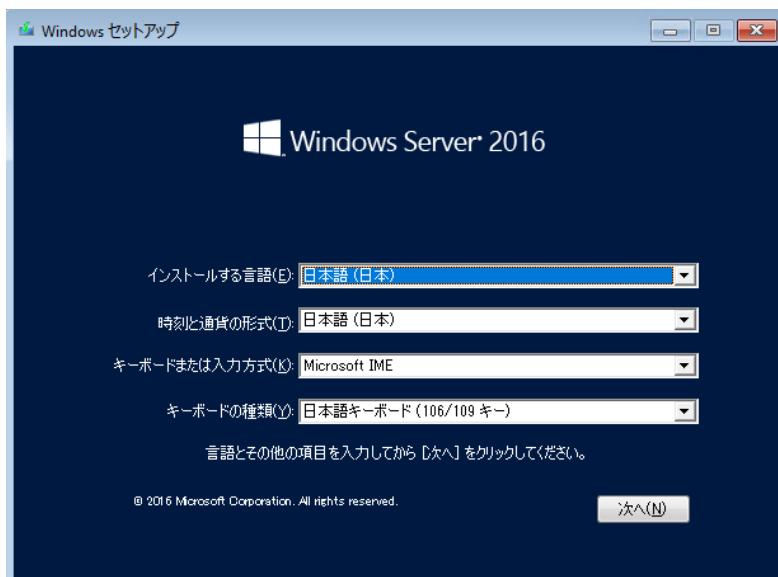 Windows セットアップ
Windows Server 2016
インストールする言語(E): 日本語 (日本)
時刻と通貨の形式(T): 日本語 (日本)
キーボードまたは入力方式(K): Microsoft IME
キーボードの種類(Y): 日本語キーボード (106/109 キー)
言語とその他の項目を入力してから [次へ] をクリックしてください。
© 2016 Microsoft Corporation. All rights reserved.
次へ(N)